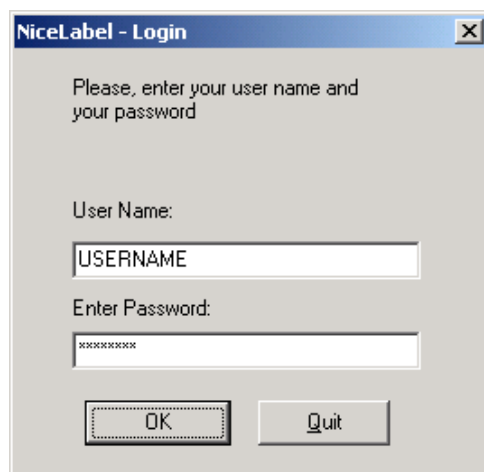 NiceLabel - Login
Please, enter your user name and
your password
User Name:
USERNAME
Enter Password:
********
OK
Quit